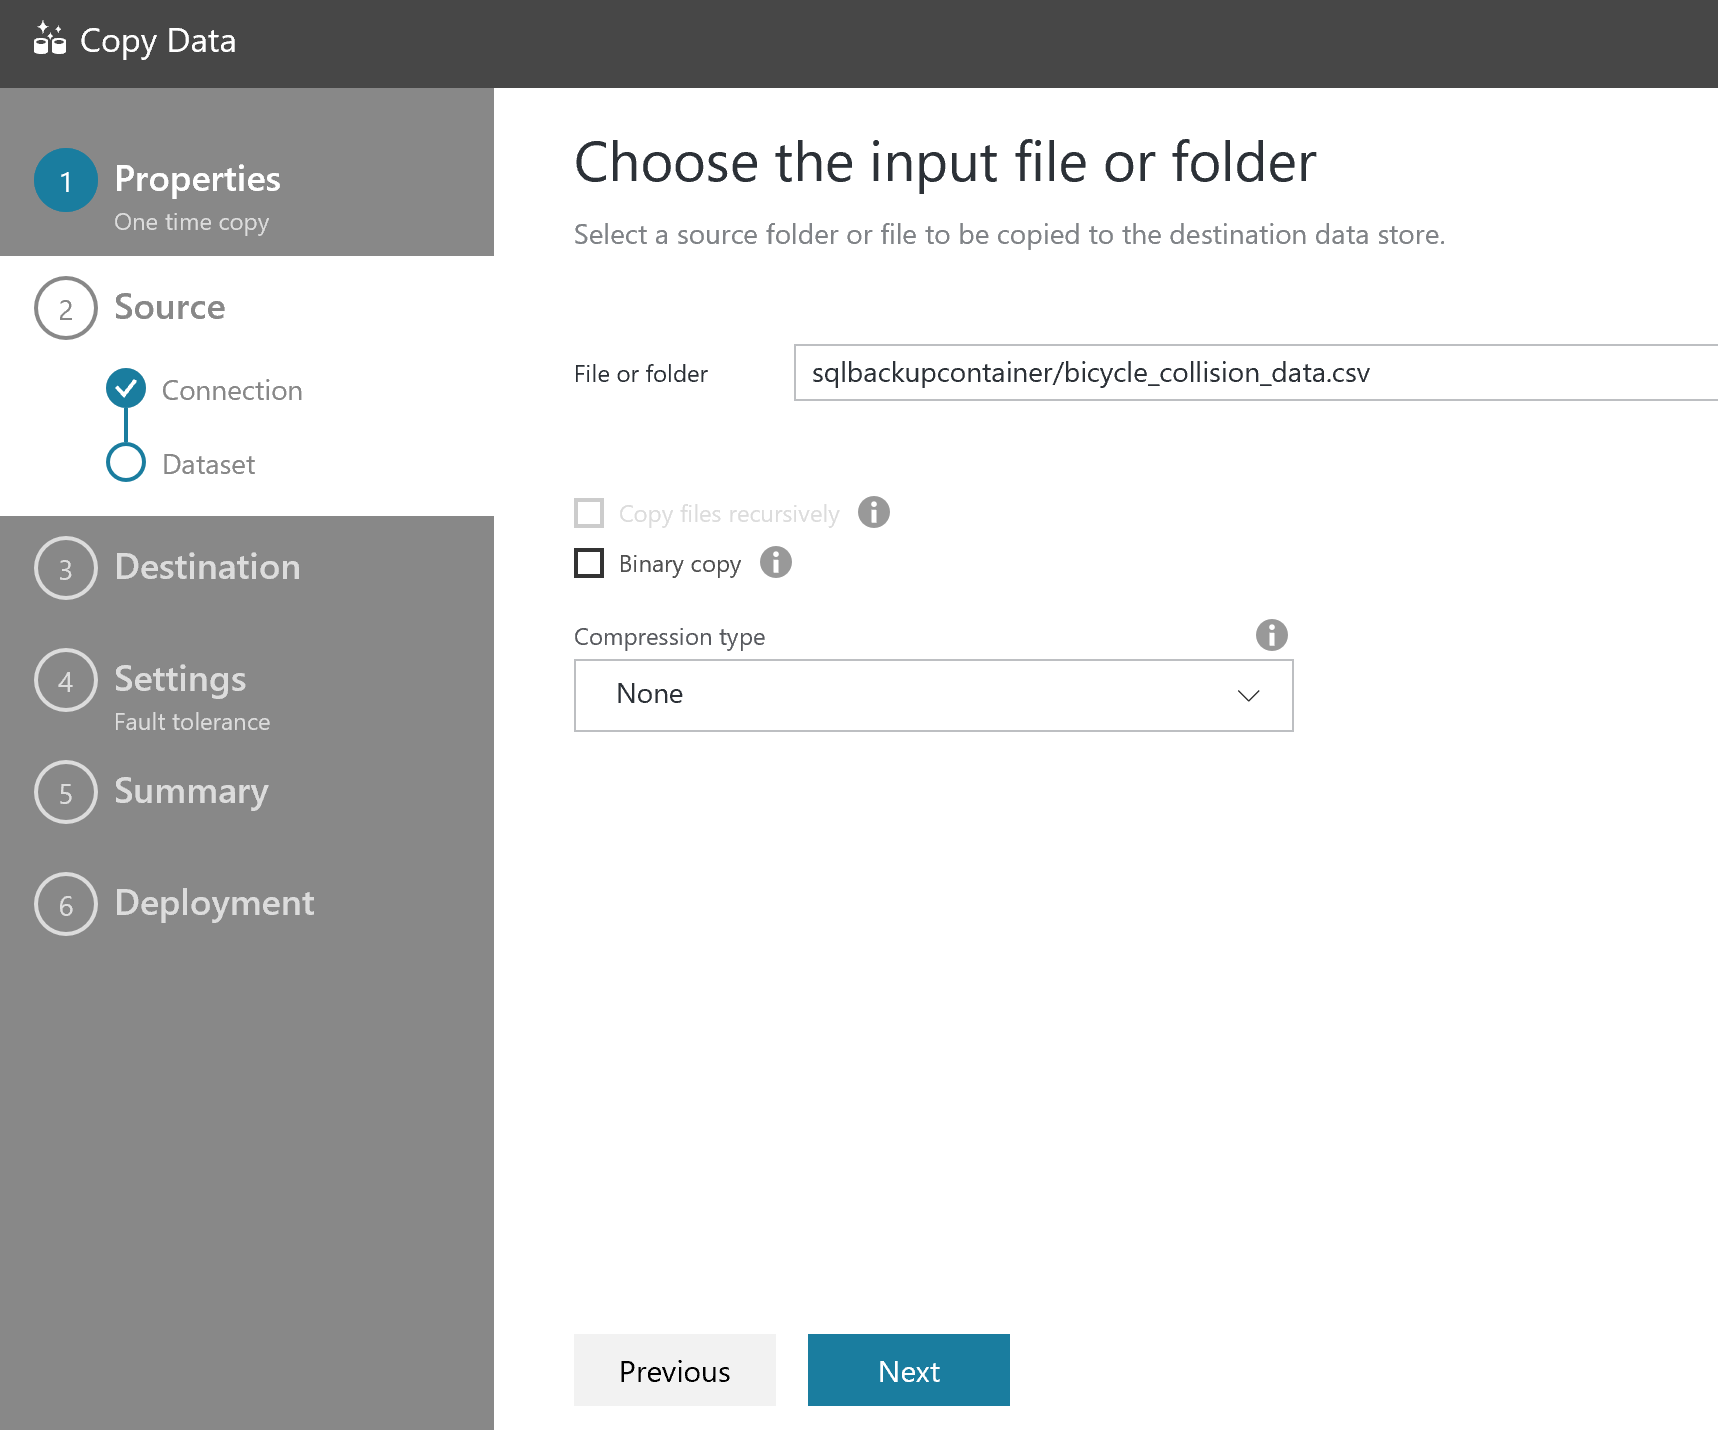 Copy Data
1
Properties
One time copy
2
Source
Connection
Dataset
3
Destination
4
Settings
Fault tolerance
5
Summary
6
Deployment
Choose the input file or folder
Select a source folder or file to be copied to the destination data store.
File or folder
sqlbackupcontainer/bicycle_collision_data.csv
Copy files recursively
Binary copy
Compression type
None
Previous
Next